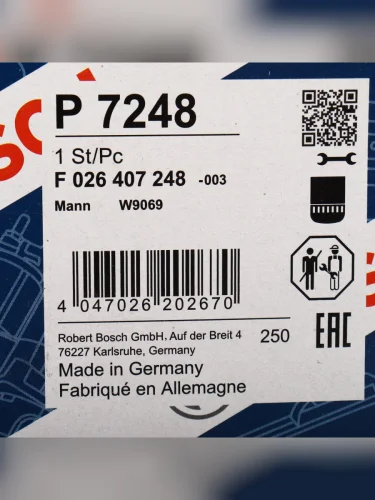 P 7248
1 St/Pc
F 026 407 248 -003
Mann W9069
4 047026 202670
Robert Bosch GmbH. Auf der Breit 4
76227 Karlsruhe, Germany
250
Made in Germany
Fabriqué en Allemagne
EAC